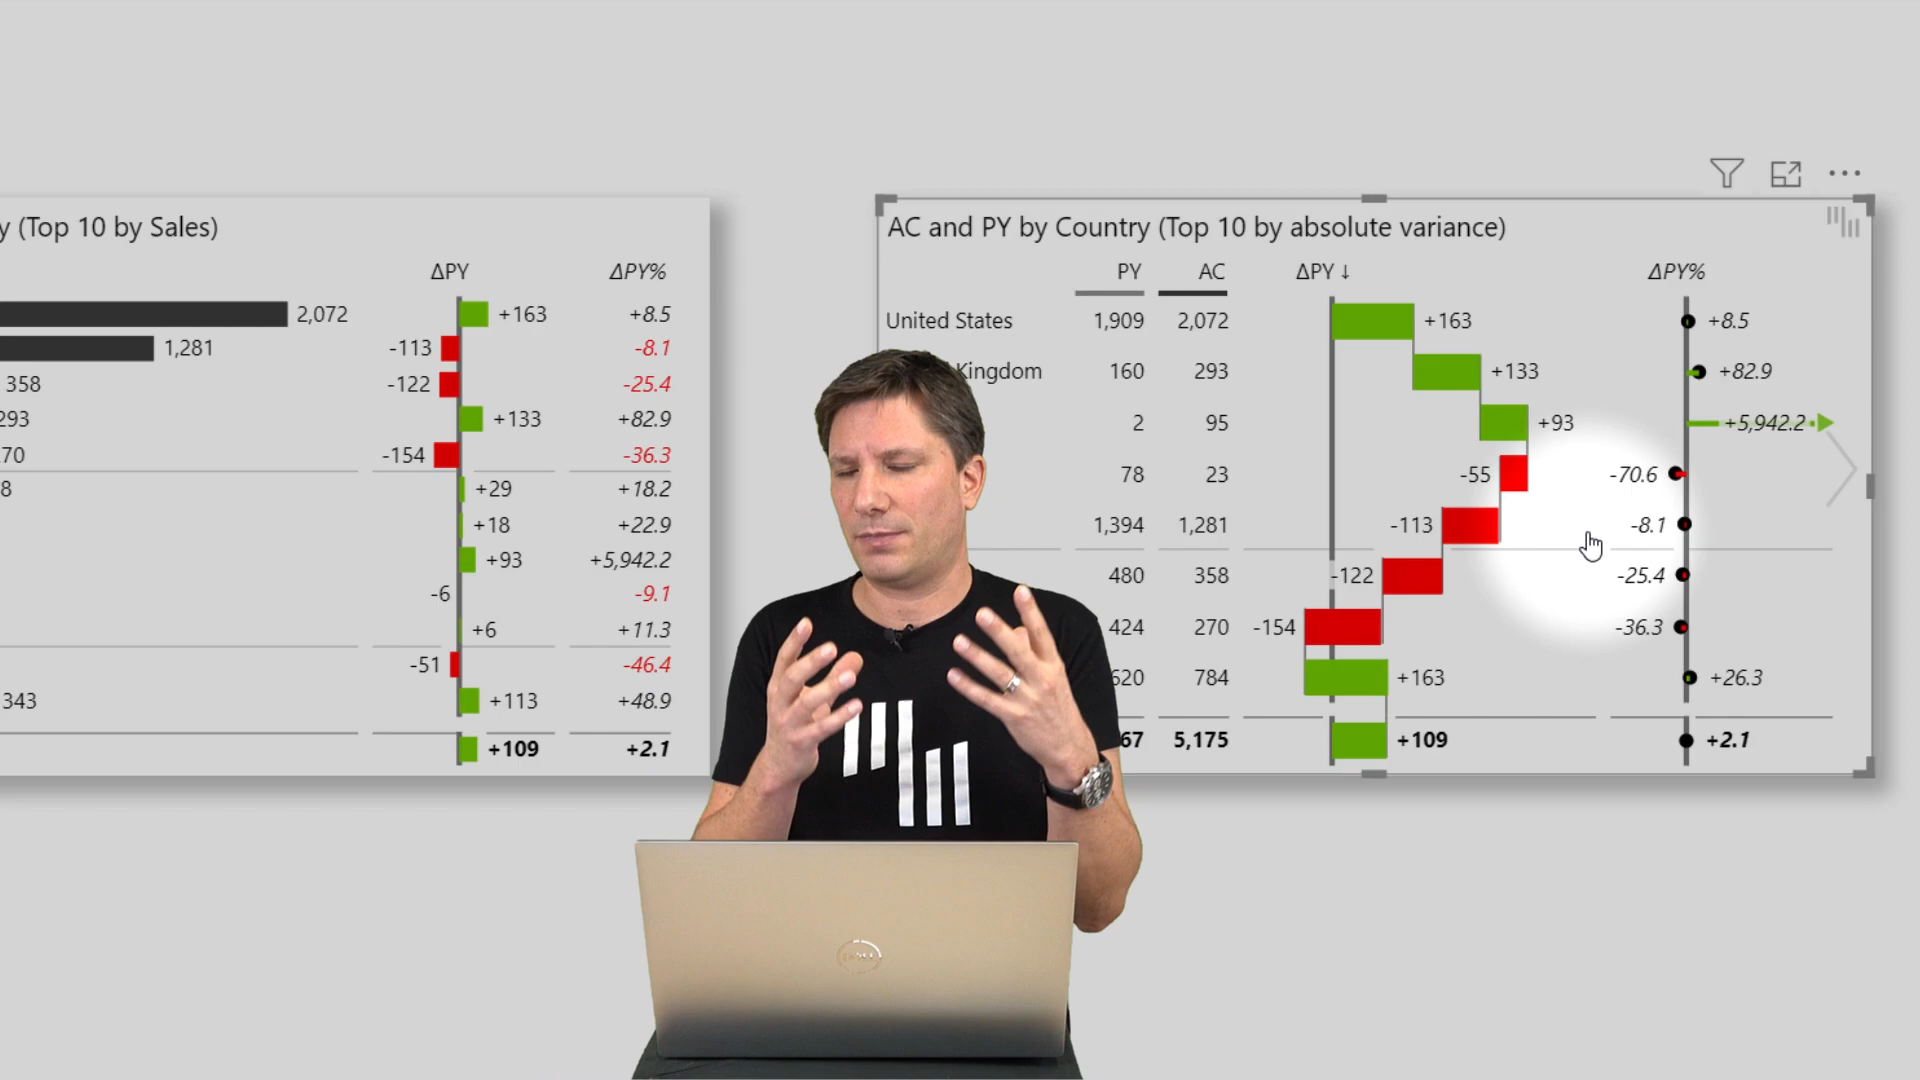 y (Top 10 by Sales)
ΔPY ΔPY%
2,072 +163 +8.5
1,281 -113 -8.1
358 -122 -25.4
293 +133 +82.9
70 -154 -36.3
8 +29 +18.2
+18 +22.9
+93 +5,942.2
-6 -9.1
+6 +11.3
-51 -46.4
343 +113 +48.9
+109 +2.1
AC and PY by Country (Top 10 by absolute variance)
PY AC ΔPY ↓ ΔPY%
United States 1,909 2,072 +163 +8.5
Kingdom 160 293 +133 +82.9
2 95 +93 +5,942.2
78 23 -55 -70.6
1,394 1,281 -113 -8.1
480 358 -122 -25.4
424 270 -154 -36.3
620 784 +163 +26.3
67 5,175 +109 +2.1
DELL